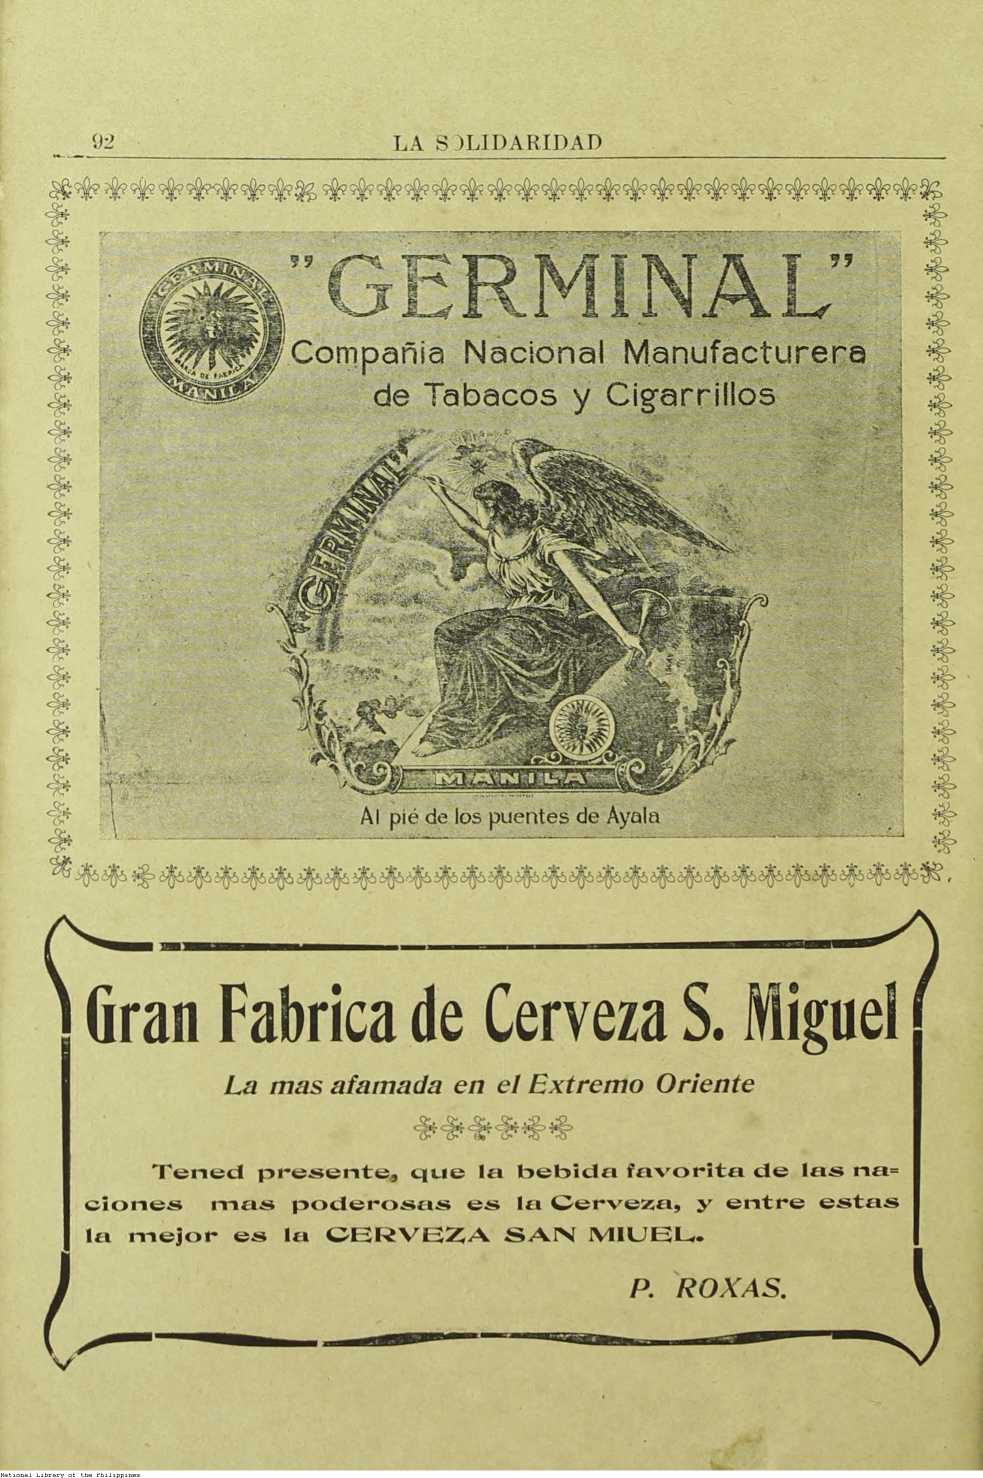 92
LA SOLIDARIDAD
"GERMINAL"
GERMINAL
MARCA DE FABRICA
MANILA
Compañia Nacional Manufacturera
de Tabacos y Cigarrillos
"GERMINAL"
MANILA
Al pié de los puentes de Ayala
Gran Fabrica de Cerveza S. Miguel
La mas afamada en el Extremo Oriente
Tened presente, que la bebida favorita de las na=
ciones mas poderosas es la Cerveza, y entre estas
la mejor es la CERVEZA SAN MIUEL.
P. ROXAS.
National Library of the Philippines